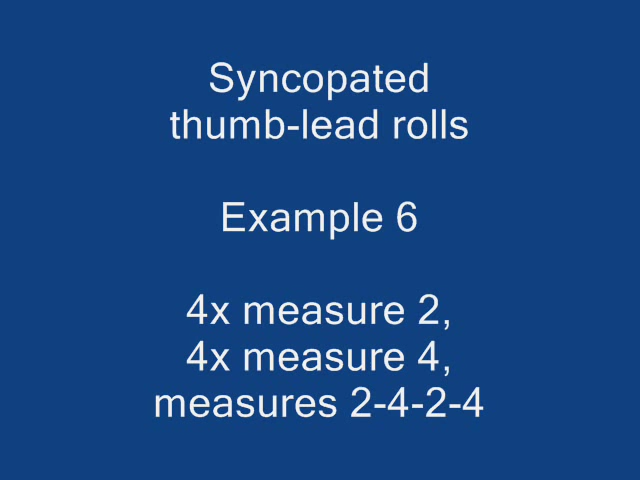 Syncopated
thumb-lead rolls
Example 6
4x measure 2,
4x measure 4,
measures 2-4-2-4